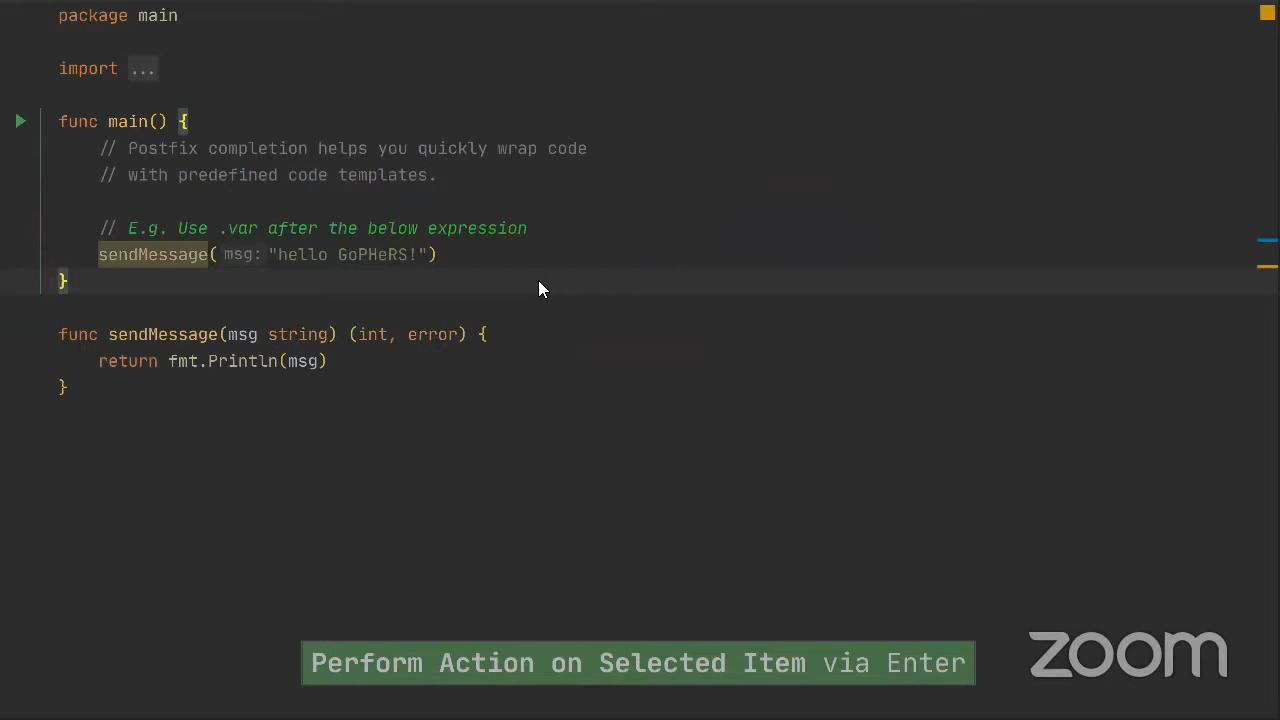 package main
import ...
func main() {
// Postfix completion helps you quickly wrap code
// with predefined code templates.
// E.g. Use .var after the below expression
sendMessage( msg: "hello GoPHeRS!")
}
func sendMessage(msg string) (int, error) {
return fmt.Println(msg)
}
Perform Action on Selected Item via Enter
zoom